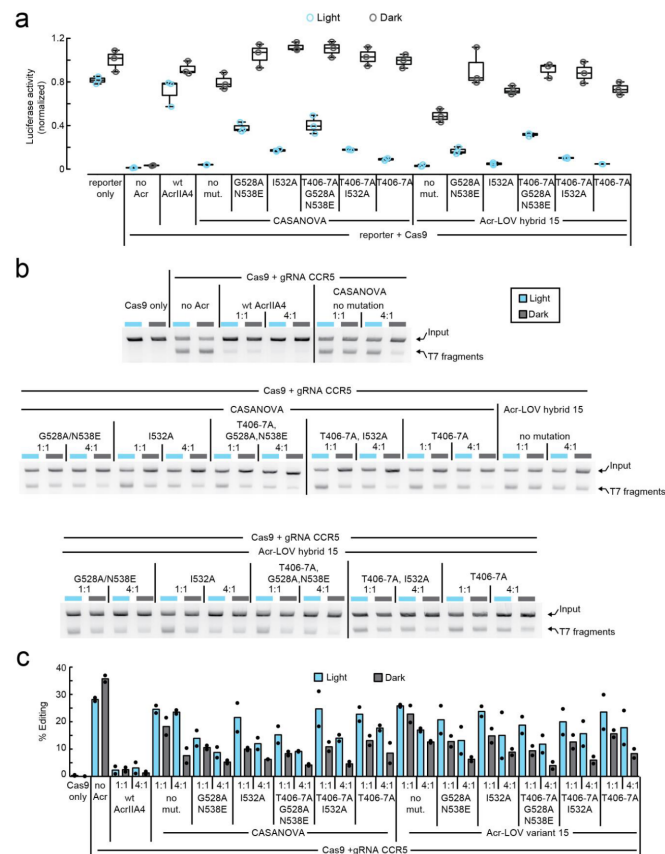 a
Light Dark
Luciferase activity
(normalized)
1.2
0.8
0.4
0
reporter only
no Acr
wt AcrIIA4
no mut.
G528A N538E
I532A
T406-7A G528A N538E
T406-7A I532A
T406-7A
no mut.
G528A N538E
I532A
T406-7A G528A N538E
T406-7A I532A
T406-7A
CASANOVA
Acr-LOV hybrid 15
reporter + Cas9
b
Cas9 + gRNA CCR5
Cas9 only
no Acr
wt AcrIIA4
1:1 4:1
CASANOVA
no mutation
1:1 4:1
Light
Dark
Input
T7 fragments
Cas9 + gRNA CCR5
CASANOVA
Acr-LOV hybrid 15
G528A/N538E
1:1 4:1
I532A
1:1 4:1
T406-7A,
G528A,N538E
1:1 4:1
T406-7A, I532A
1:1 4:1
T406-7A
1:1 4:1
no mutation
1:1 4:1
Input
T7 fragments
Cas9 + gRNA CCR5
Acr-LOV hybrid 15
G528A/N538E
1:1 4:1
I532A
1:1 4:1
T406-7A,
G528A,N538E
1:1 4:1
T406-7A, I532A
1:1 4:1
T406-7A
1:1 4:1
Input
T7 fragments
c
Light Dark
% Editing
40
30
20
10
0
Cas9 only
no Acr
1:1 4:1 1:1 4:1 1:1 4:1 1:1 4:1 1:1 4:1 1:1 4:1 1:1 4:1 1:1 4:1 1:1 4:1 1:1 4:1 1:1 4:1 1:1 4:1 1:1 4:1
wt AcrIIA4
no mut.
G528A N538E
I532A
T406-7A G528A N538E
T406-7A I532A
T406-7A
no mut.
G528A N538E
I532A
T406-7A G528A N538E
T406-7A I532A
T406-7A
CASANOVA
Acr-LOV variant 15
Cas9 +gRNA CCR5